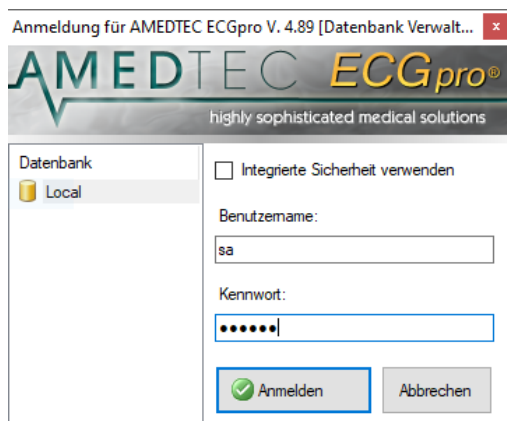 Anmeldung für AMEDTEC ECGpro V. 4.89 [Datenbank Verwalt...
AMEDTEC ECGpro®
highly sophisticated medical solutions
Datenbank
Local
Integrierte Sicherheit verwenden
Benutzername:
sa
Kennwort:
●●●●●●
Anmelden Abbrechen